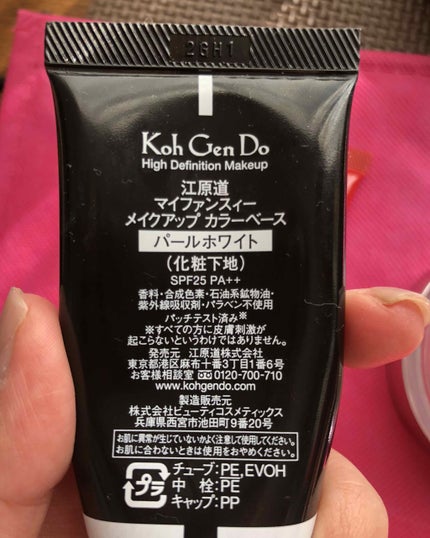 2GH1
Koh Gen Do
High Definition Makeup
江原道
マイファンスィー
メイクアップ カラーベース
パールホワイト
(化粧下地)
SPF25 PA++
香料・合成色素・石油系鉱物油・
紫外線吸収剤・パラベン不使用
パッチテスト済み※
※すべての方に皮膚刺激が
起こらないというわけではありません。
発売元 江原道株式会社
東京都港区麻布十番3丁目1番6号
お客様相談室 0120-700-710
www.kohgendo.com
製造販売元
株式会社ビューティコスメティックス
兵庫県西宮市池田町9番20号
お肌に異常が生じていないかよく注意して使用してください。
お肌に合わないときは使用をおやめください。
プラ
チューブ:PE,EVOH
中 栓:PE
キャップ:PP